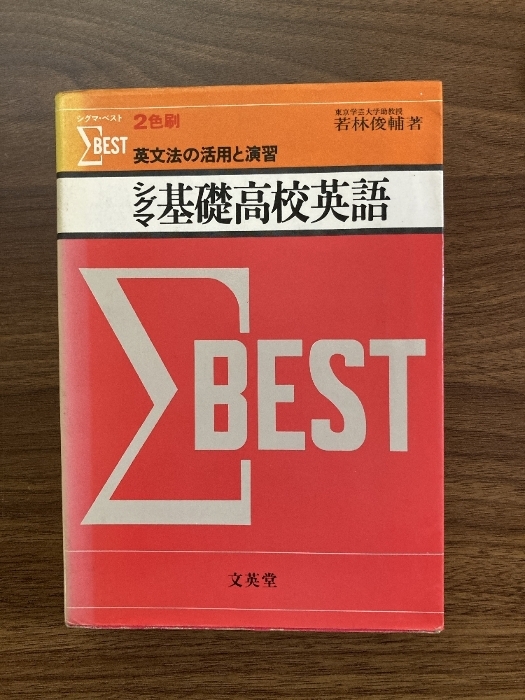 シグマ・ベスト
ΣBEST
2色刷
東京学芸大学助教授
若林俊輔著
英文法の活用と演習
シグマ基礎高校英語
ΣBEST
文英堂